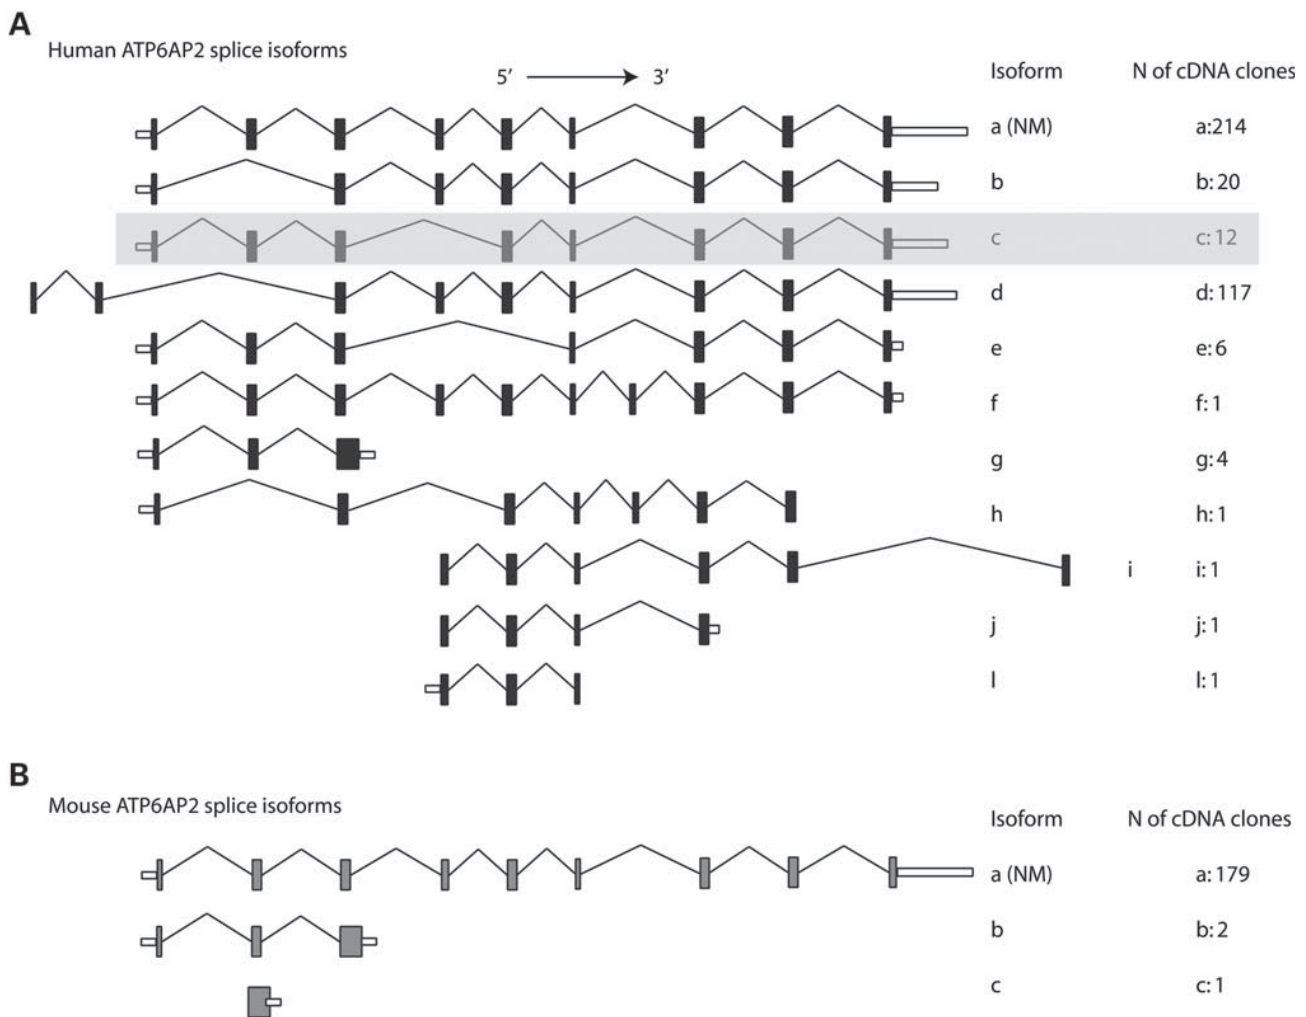 A
Human ATP6AP2 splice isoforms
5’ 3’
Isoform N of cDNA clones
a (NM) a:214
b b: 20
c c: 12
d d: 117
e e: 6
f f: 1
g g: 4
h h: 1
i i: 1
j j: 1
l l: 1
B
Mouse ATP6AP2 splice isoforms
Isoform N of cDNA clones
a (NM) a: 179
b b: 2
c c: 1